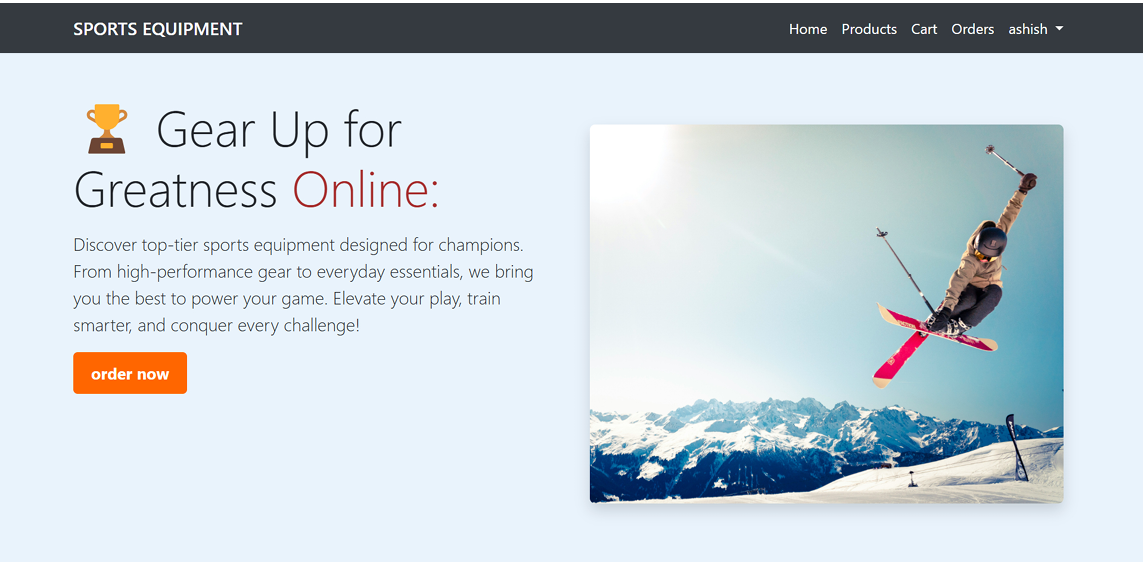 SPORTS EQUIPMENT
Home Products Cart Orders ashish
Gear Up for
Greatness Online:
Discover top-tier sports equipment designed for champions.
From high-performance gear to everyday essentials, we bring
you the best to power your game. Elevate your play, train
smarter, and conquer every challenge!
order now